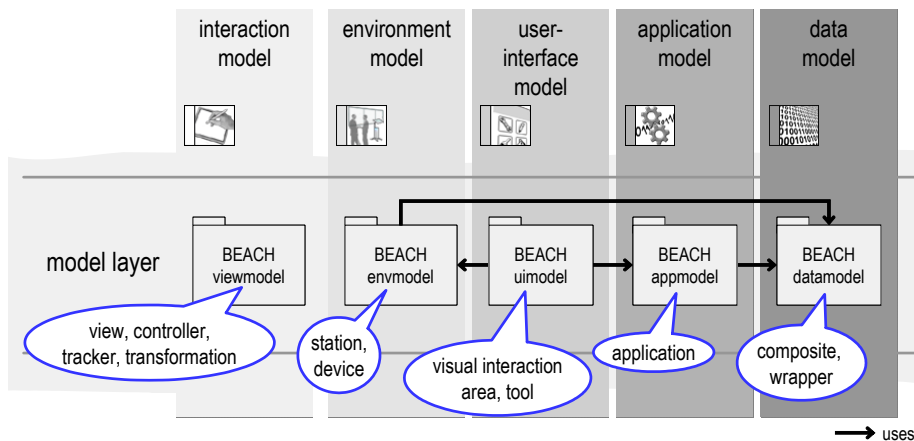 interaction
model
environment
model
user-
interface
model
application
model
data
model
model layer
BEACH
viewmodel
BEACH
envmodel
BEACH
uimodel
BEACH
appmodel
BEACH
datamodel
view, controller,
tracker, transformation
station,
device
visual interaction
area, tool
application
composite,
wrapper
uses